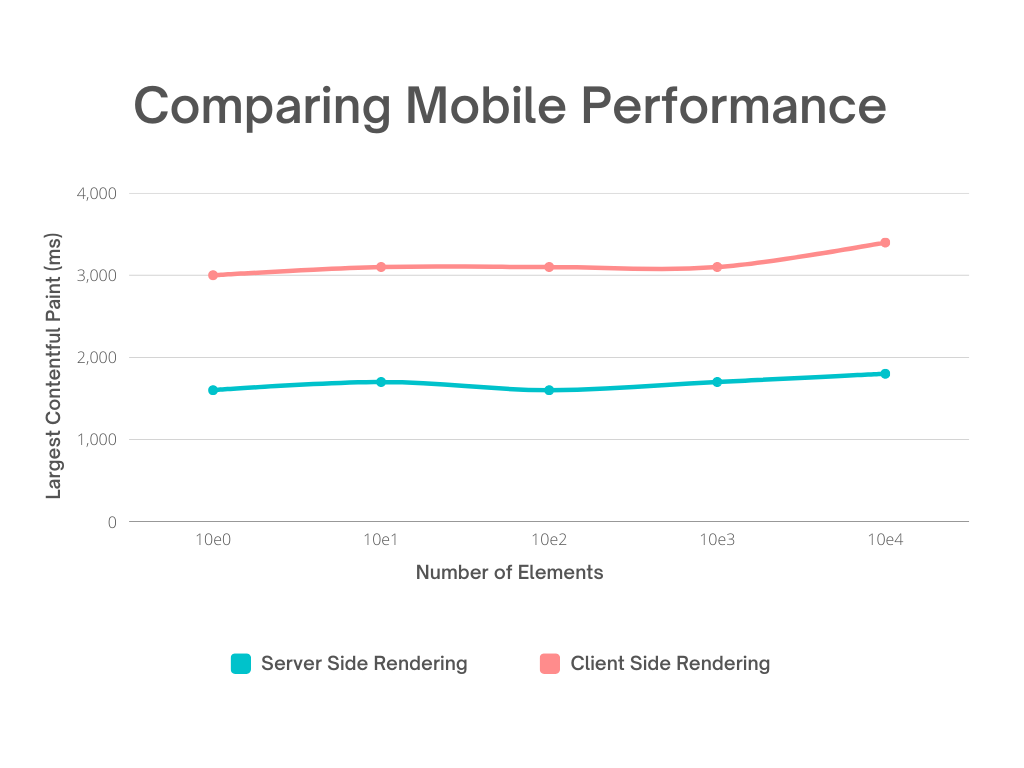 Comparing Mobile Performance
Largest Contentful Paint (ms)
4,000
3,000
2,000
1,000
0
10e0 10e1 10e2 10e3 10e4
Number of Elements
Server Side Rendering Client Side Rendering